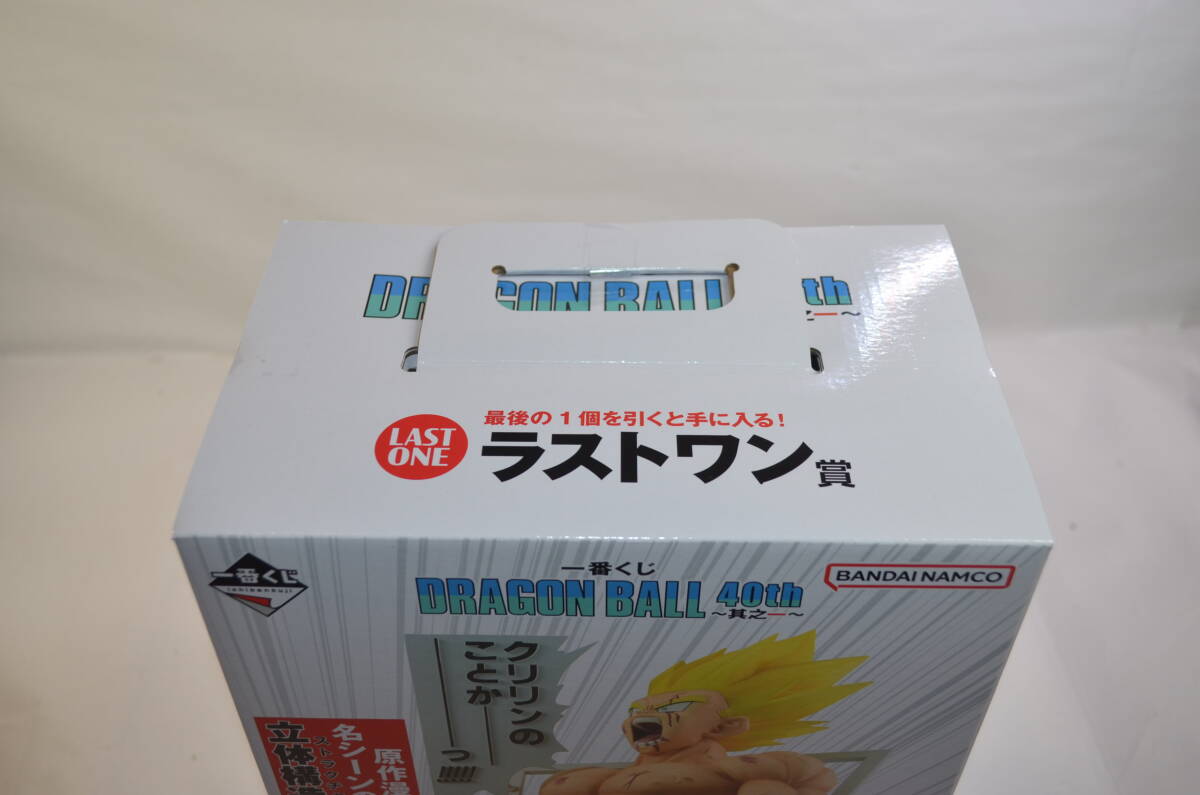 DRAGON BALL 40th
最後の1個を引くと手に入る!
LAST
ONE
ラストワン賞
一番くじ
ichibankuji
一番くじ
DRAGON BALL 40th
～其之一～
BANDAI NAMCO
クリリンの
ことか――
――っ!!!!!
原作漫
名シーンの
立体構造